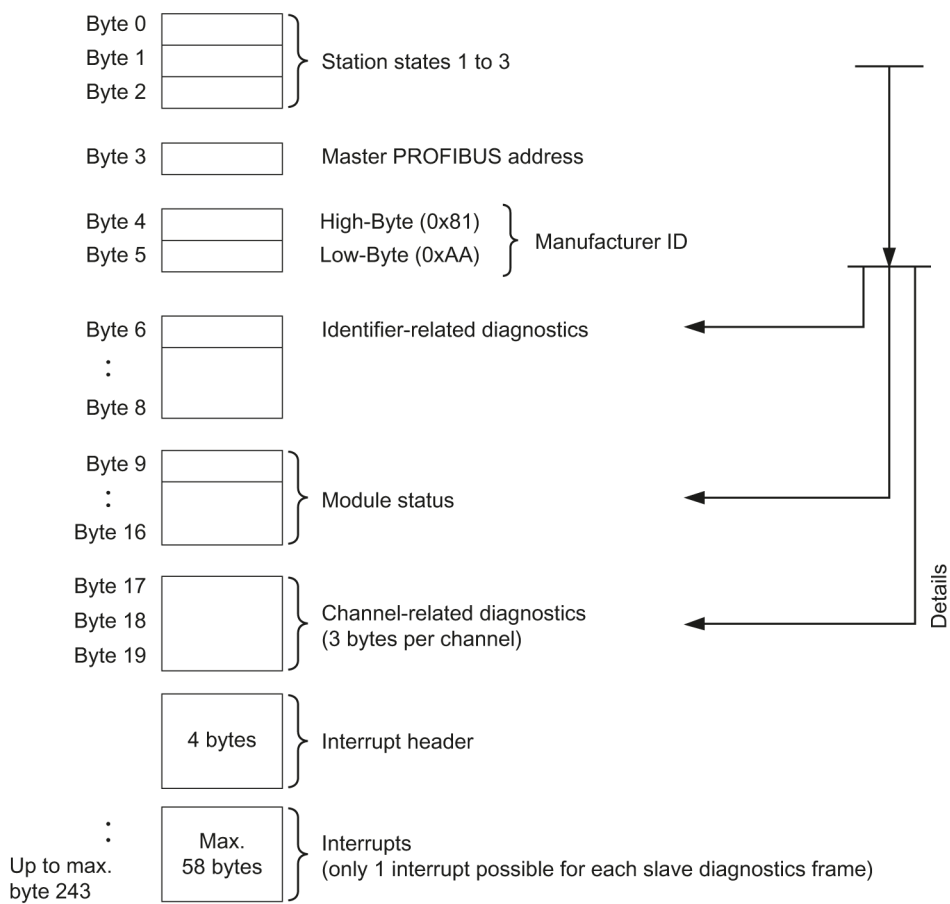 Byte 0
Byte 1
Byte 2
Station states 1 to 3
Byte 3
Master PROFIBUS address
Byte 4
High-Byte (0x81)
Byte 5
Low-Byte (0xAA)
Manufacturer ID
Byte 6
Identifier-related diagnostics
:
Byte 8
Byte 9
:
Module status
Byte 16
Byte 17
Byte 18
Byte 19
Channel-related diagnostics
(3 bytes per channel)
Details
4 bytes
Interrupt header
:
Up to max.
byte 243
Max.
58 bytes
Interrupts
(only 1 interrupt possible for each slave diagnostics frame)